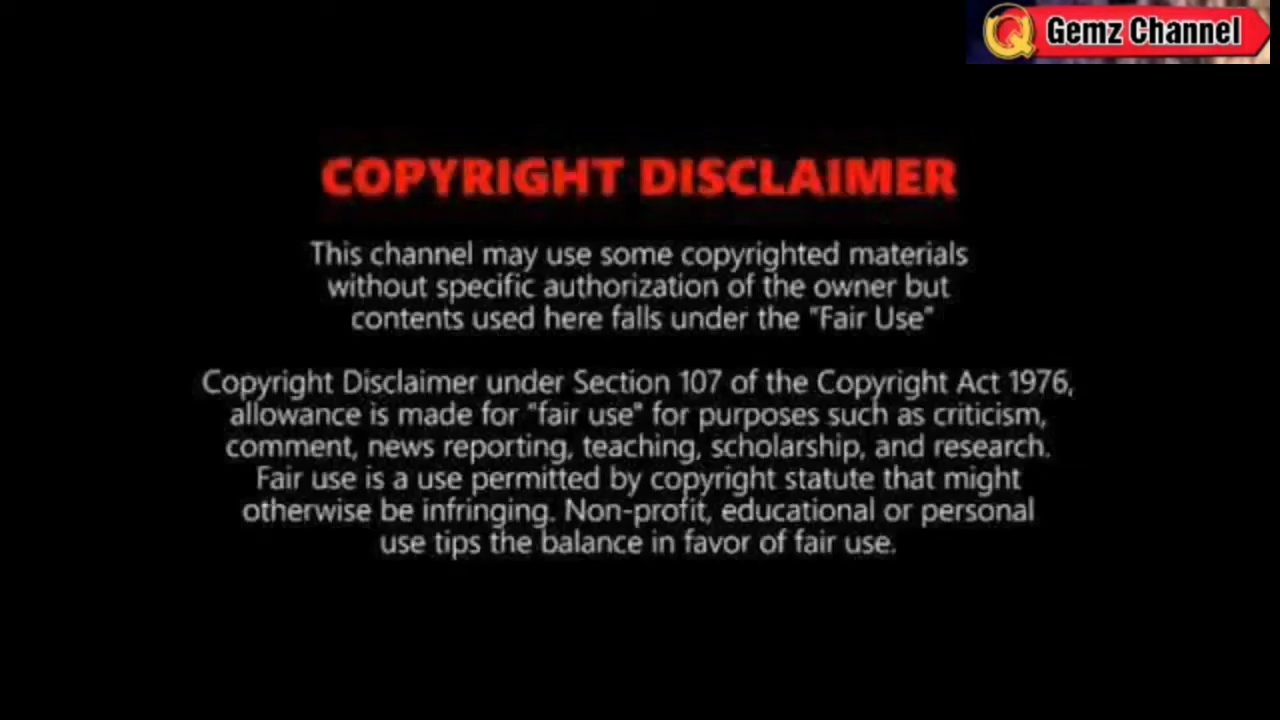 Gemz Channel
COPYRIGHT DISCLAIMER
This channel may use some copyrighted materials
without specific authorization of the owner but
contents used here falls under the "Fair Use"
Copyright Disclaimer under Section 107 of the Copyright Act 1976,
allowance is made for "fair use" for purposes such as criticism,
comment, news reporting, teaching, scholarship, and research.
Fair use is a use permitted by copyright statute that might
otherwise be infringing. Non-profit, educational or personal
use tips the balance in favor of fair use.